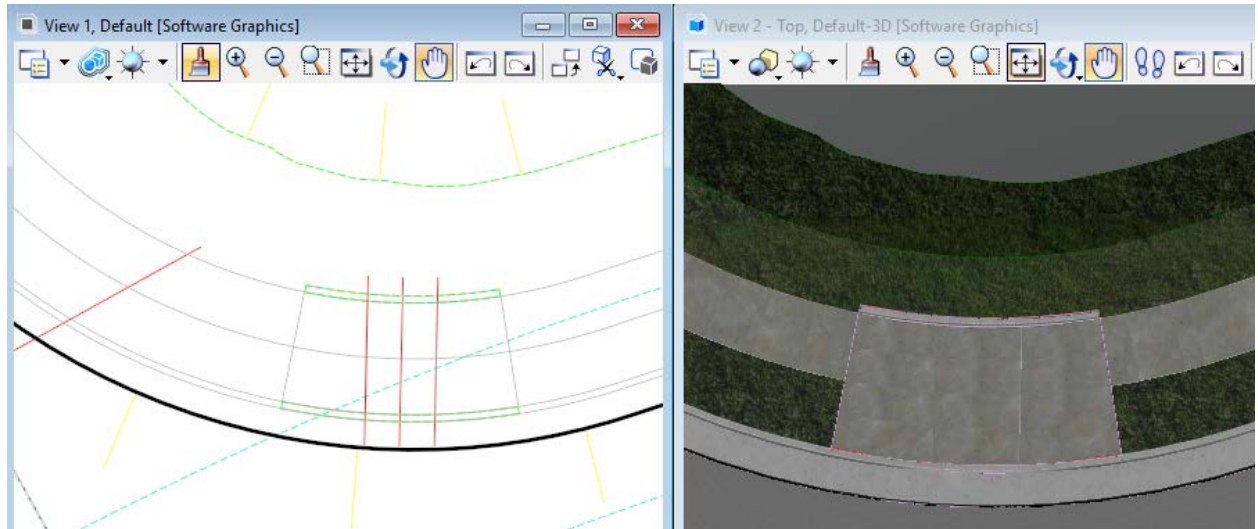 View 1, Default [Software Graphics]
View 2 - Top, Default-3D [Software Graphics]